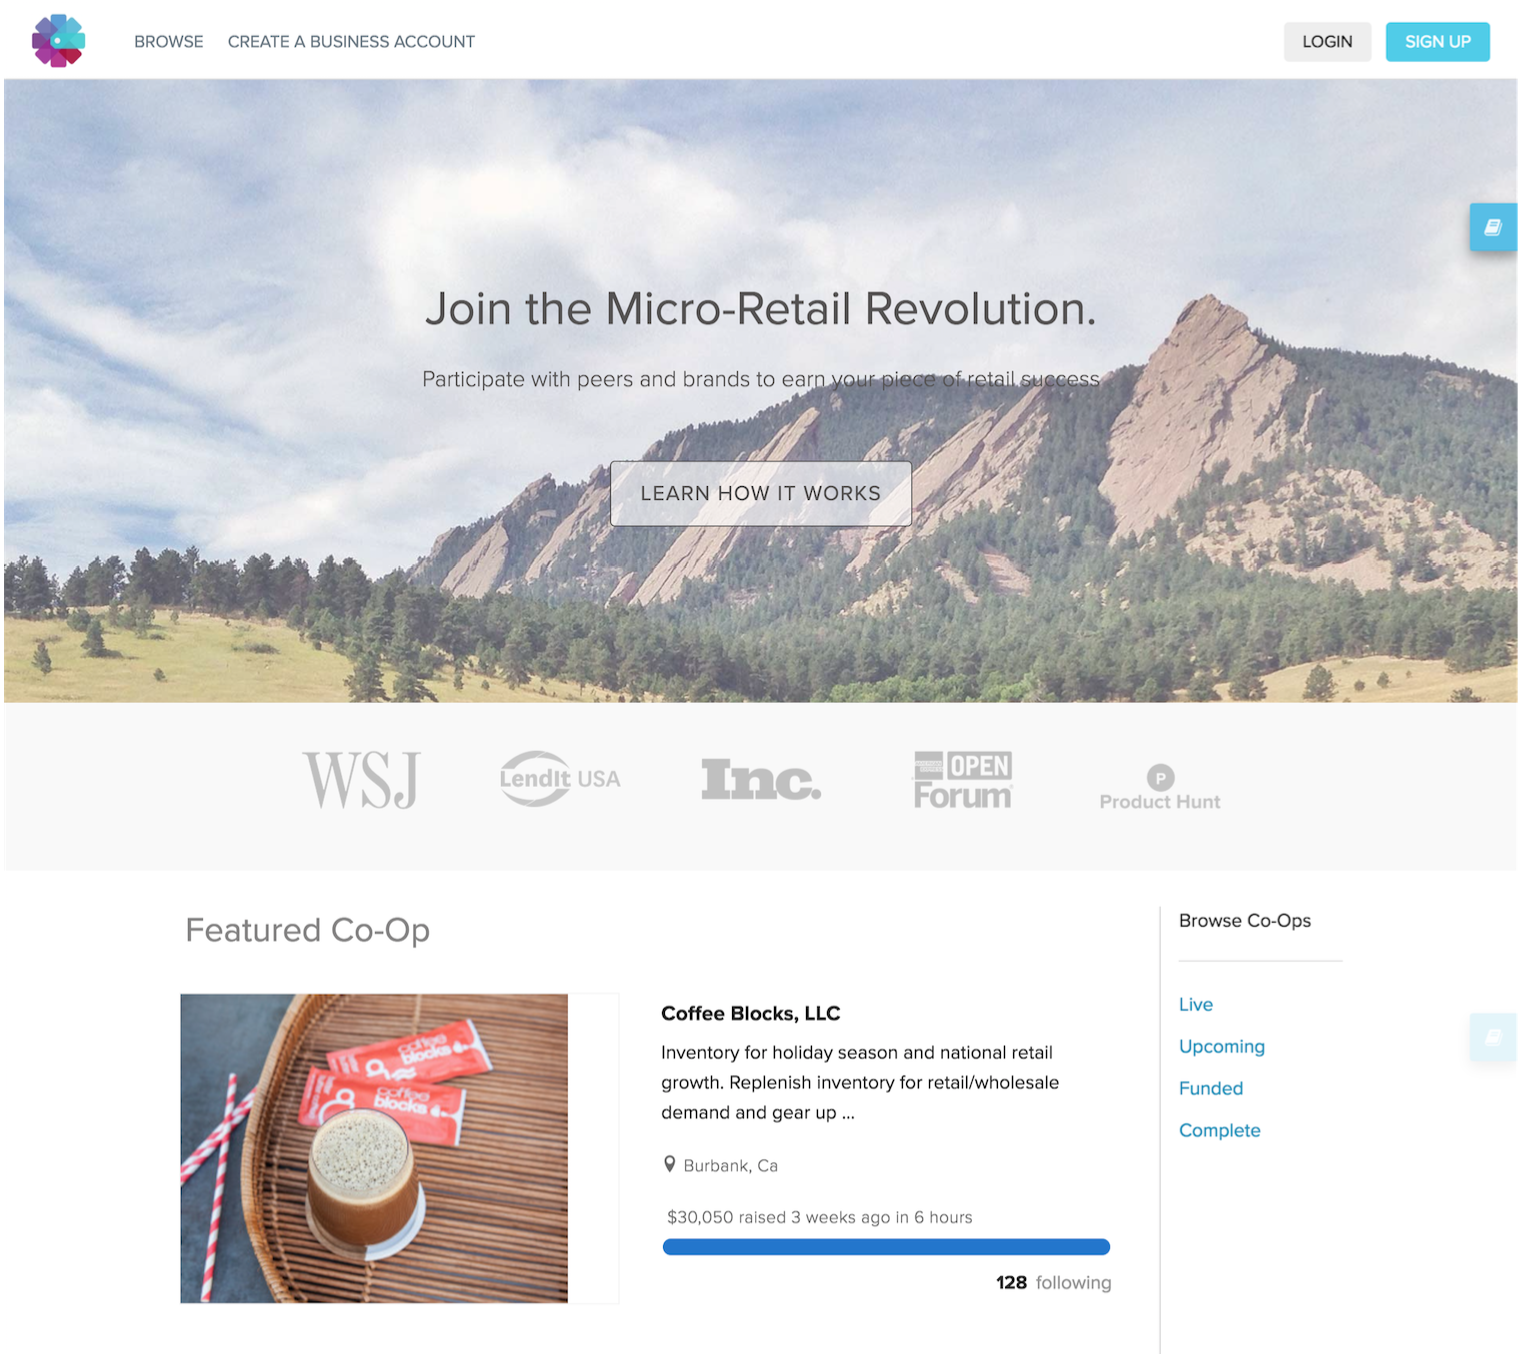 BROWSE CREATE A BUSINESS ACCOUNT LOGIN SIGN UP
Join the Micro-Retail Revolution.
Participate with peers and brands to earn your piece of retail success
LEARN HOW IT WORKS
WSJ
LendIt USA
Inc.
OPEN
Forum
P
Product Hunt
Featured Co-Op
coffee
blocks
coffee
blocks
Coffee Blocks, LLC
Inventory for holiday season and national retail
growth. Replenish inventory for retail/wholesale
demand and gear up ...
Burbank, Ca
$30,050 raised 3 weeks ago in 6 hours
128 following
Browse Co-Ops
Live
Upcoming
Funded
Complete